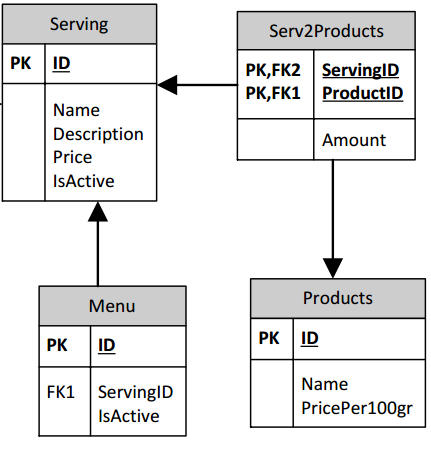 Serving
PK ID
Name
Description
Price
IsActive
Serv2Products
PK,FK2 ServingID
PK,FK1 ProductID
Amount
Menu
PK ID
FK1 ServingID
IsActive
Products
PK ID
Name
PricePer100gr